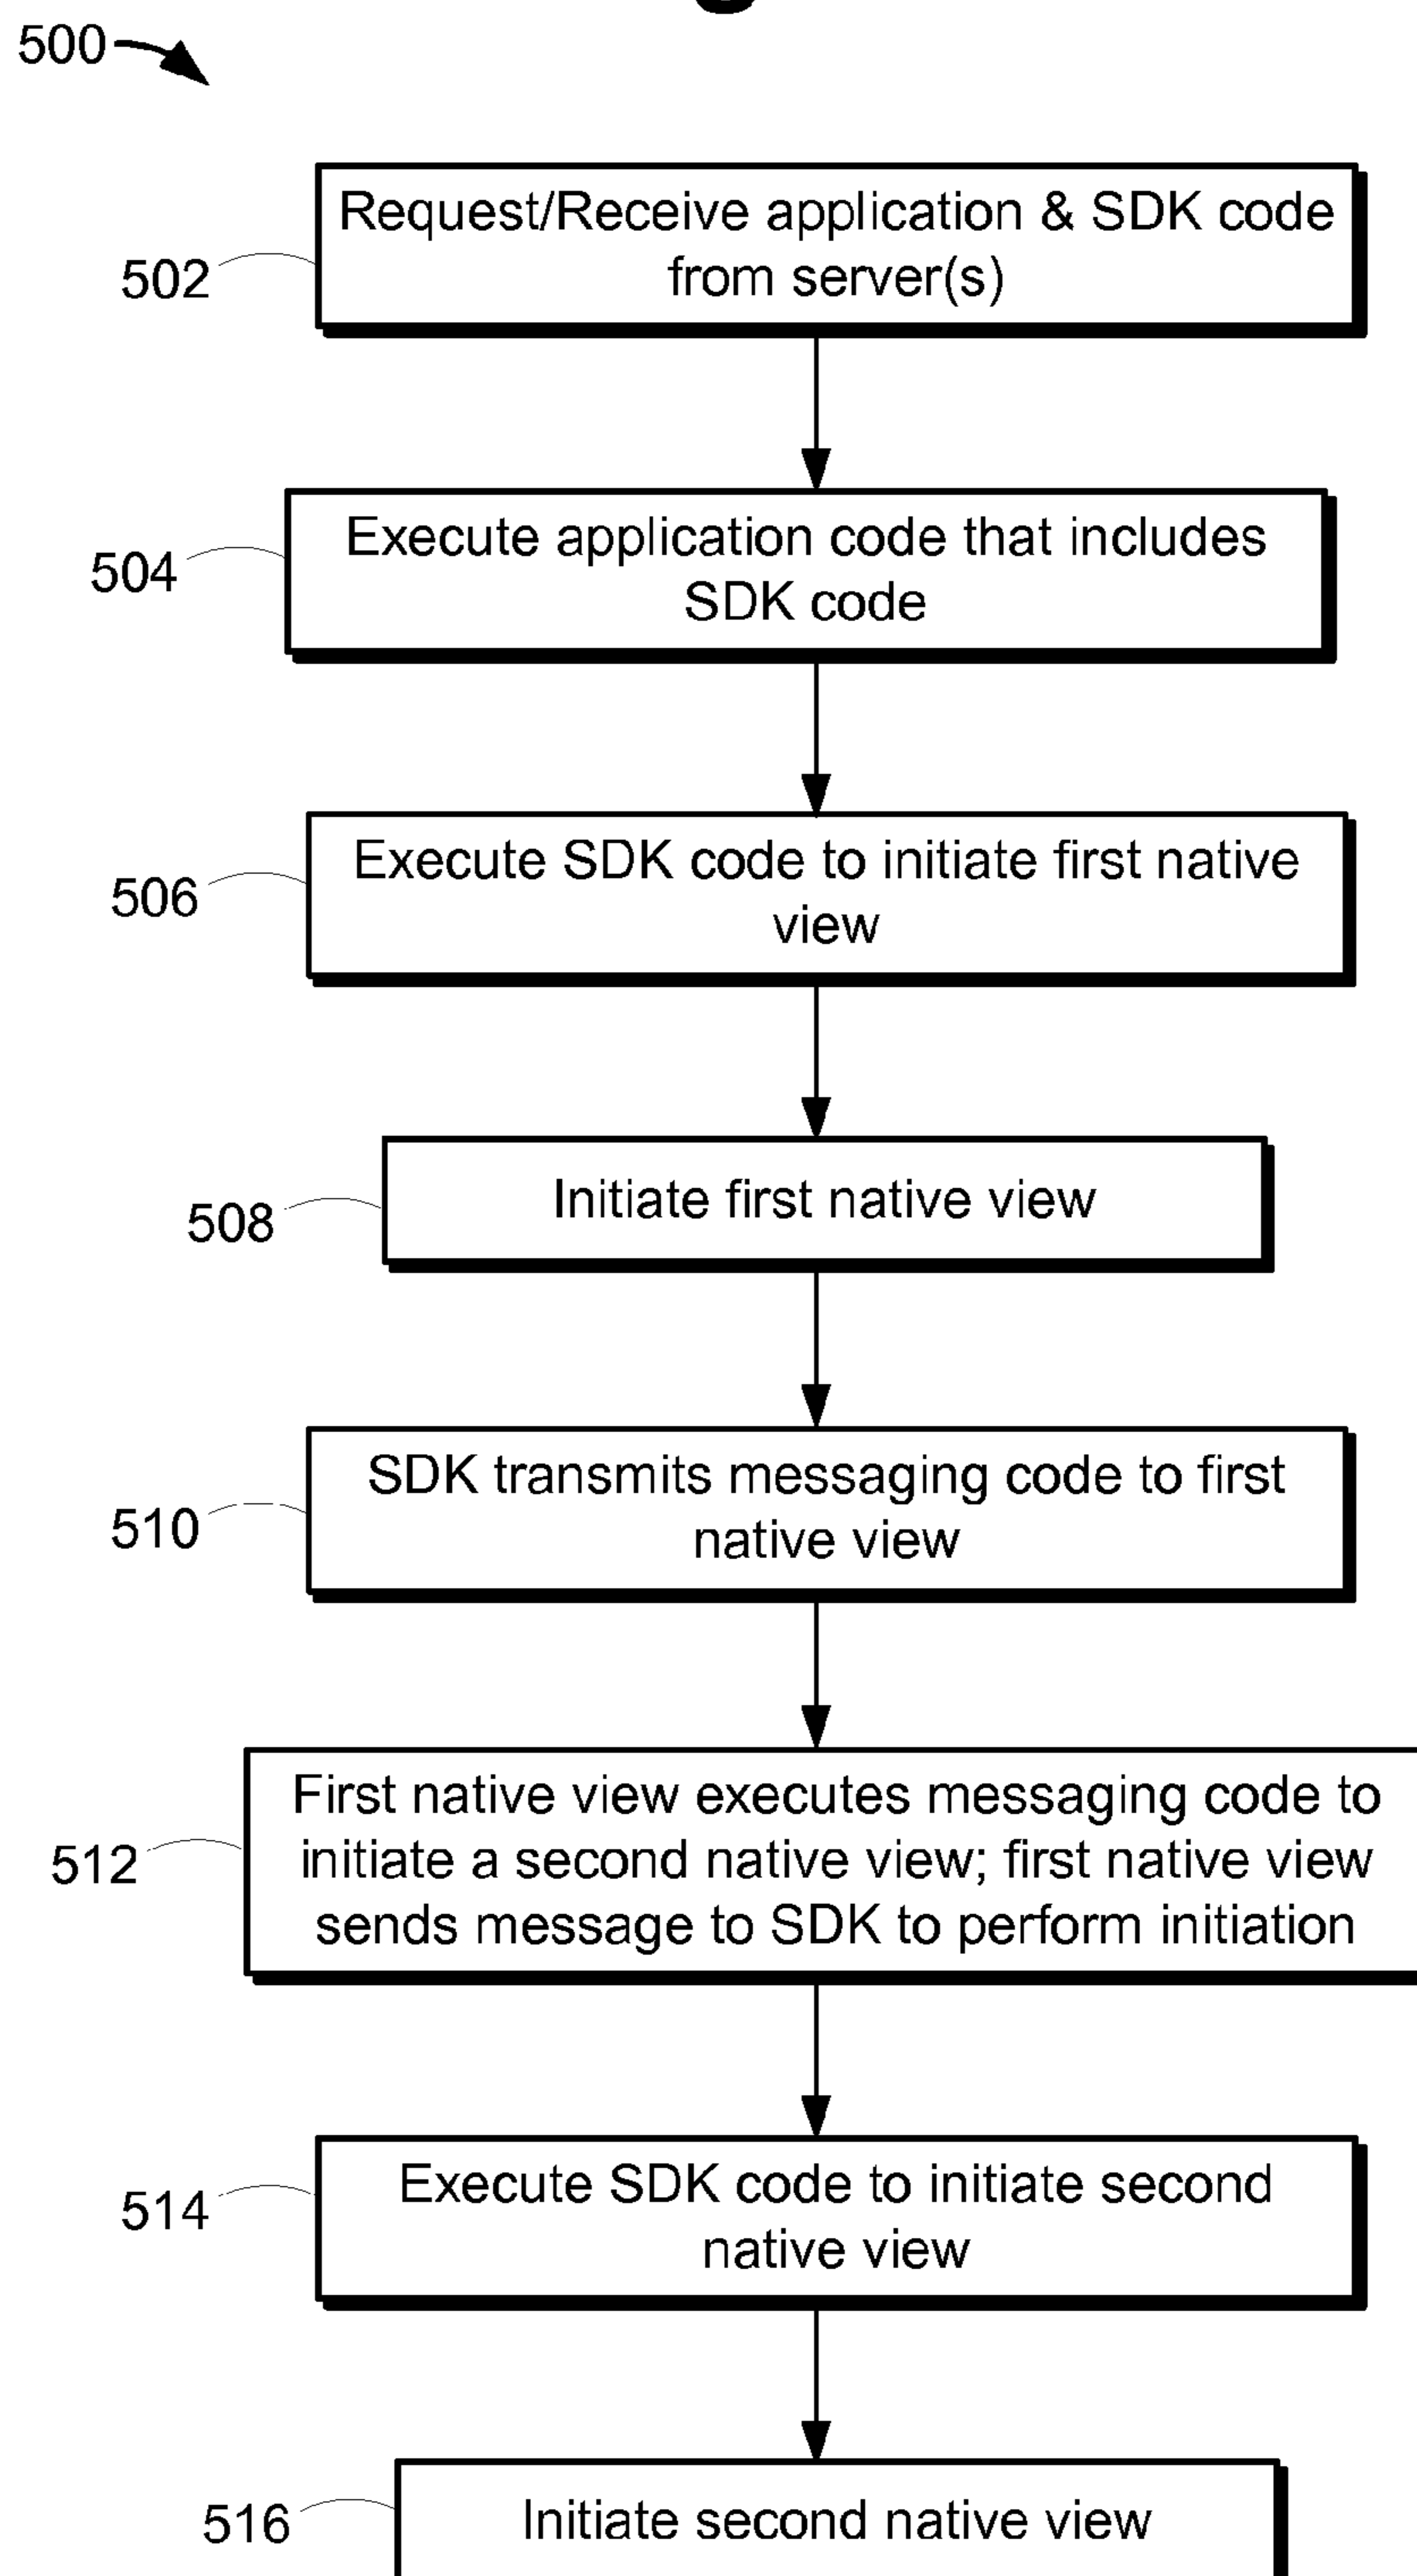 500
502
Request/Receive application & SDK code
from server(s)
504
Execute application code that includes
SDK code
506
Execute SDK code to initiate first native
view
508
Initiate first native view
510
SDK transmits messaging code to first
native view
512
First native view executes messaging code to
initiate a second native view; first native view
sends message to SDK to perform initiation
514
Execute SDK code to initiate second
native view
516
Initiate second native view